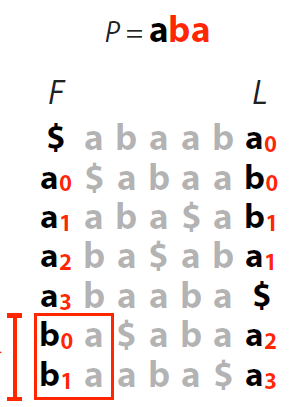 P = aba
F L
$ a b a a b a0
a0 $ a b a a b0
a1 a b a $ a b1
a2 b a $ a b a1
a3 b a a b a $
b0 a $ a b a a2
b1 a a b a $ a3